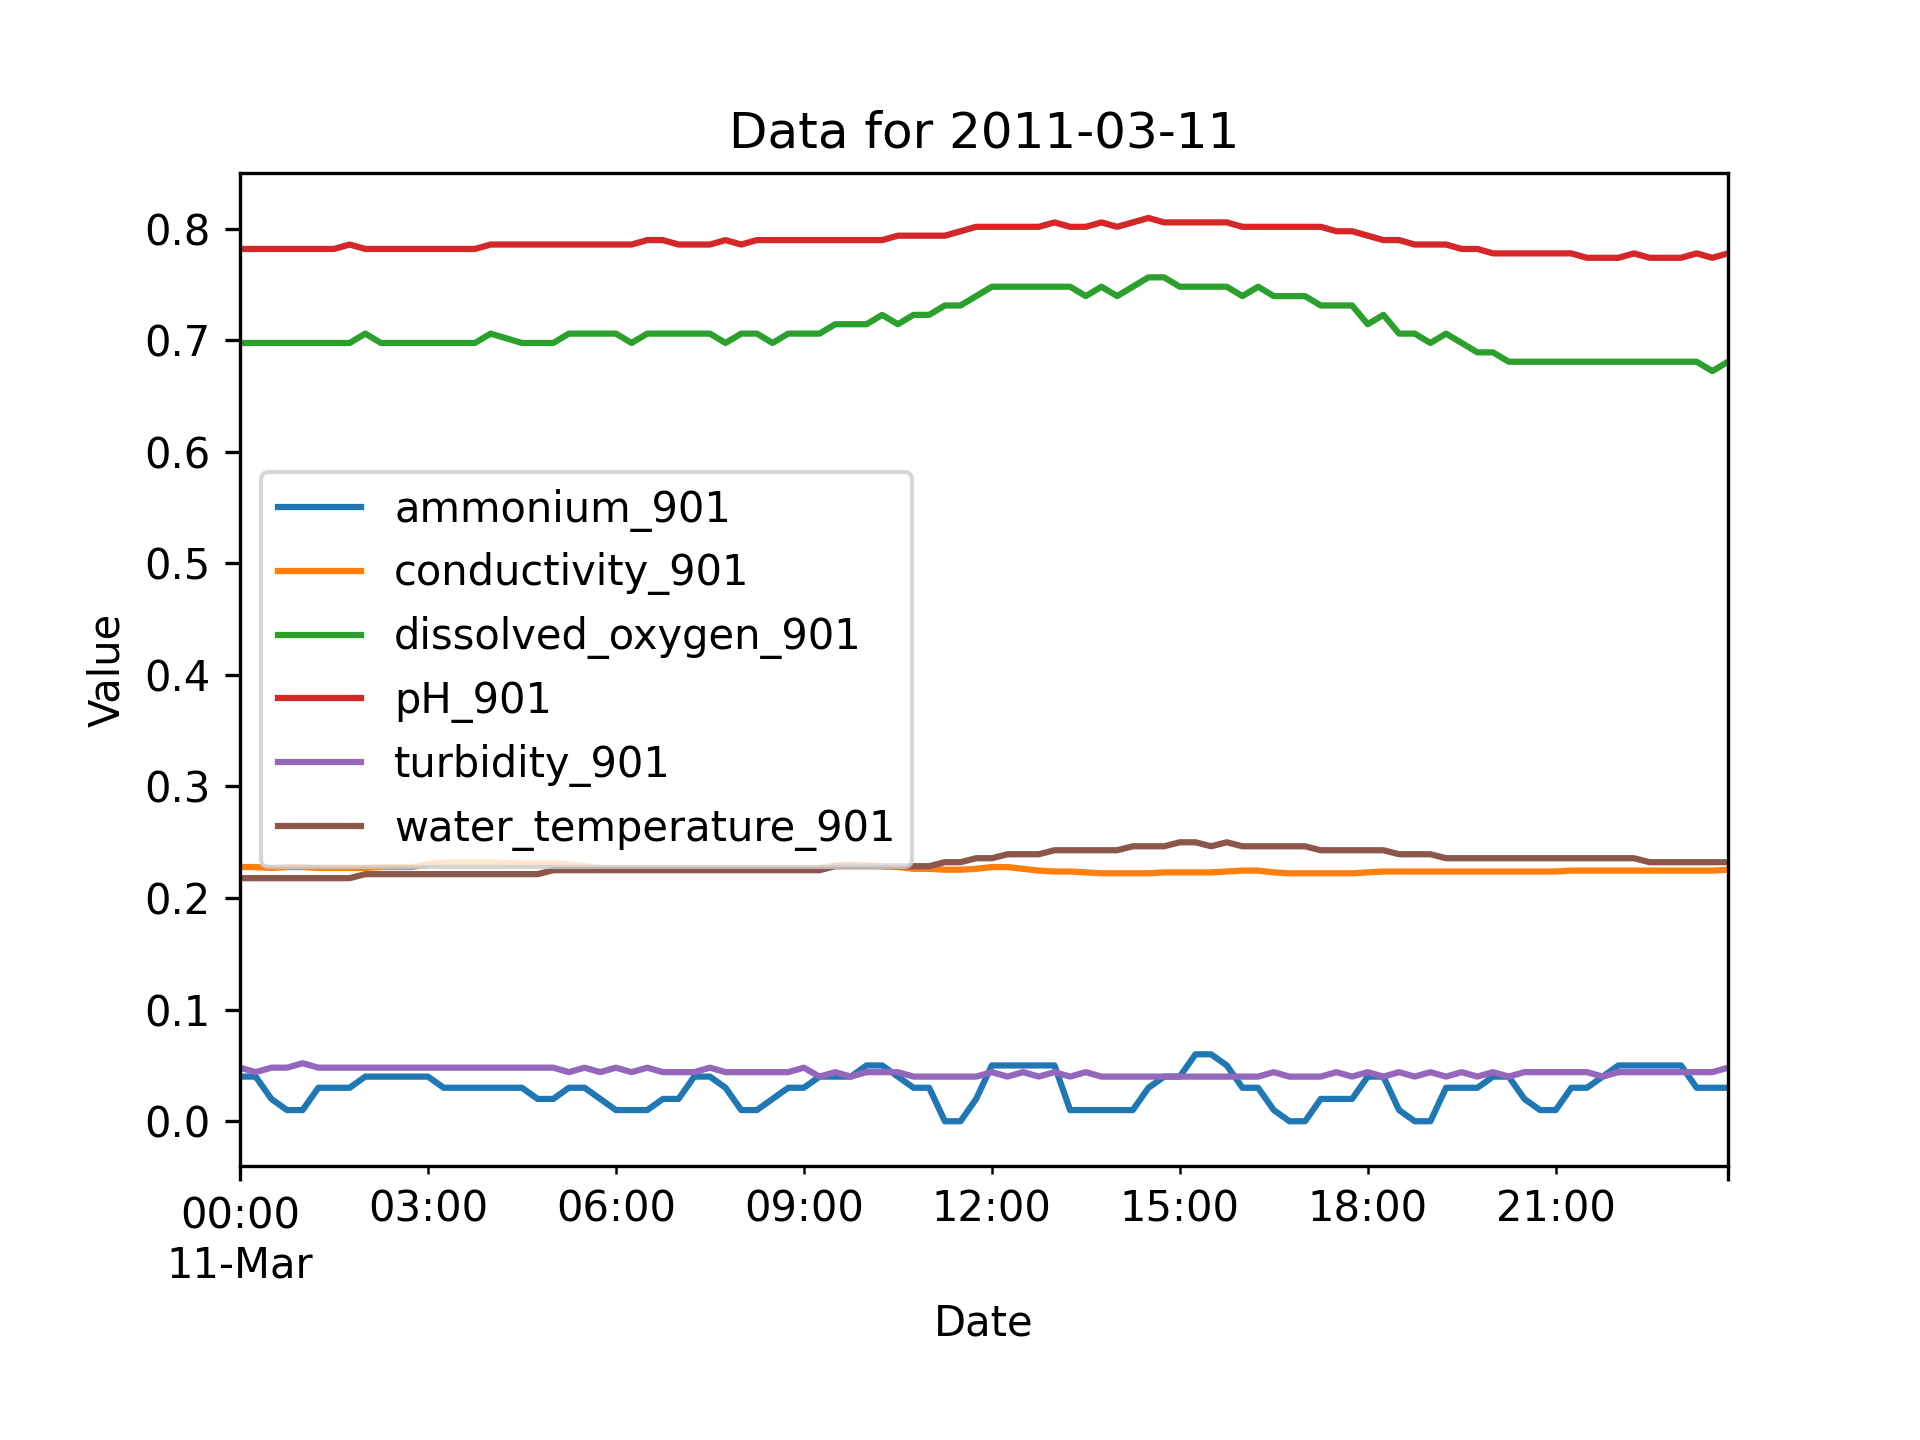 Data for 2011-03-11
Value
0.8
0.7
0.6
0.5
0.4
0.3
0.2
0.1
0.0
ammonium_901
conductivity_901
dissolved_oxygen_901
pH_901
turbidity_901
water_temperature_901
00:00 03:00 06:00 09:00 12:00 15:00 18:00 21:00
11-Mar
Date